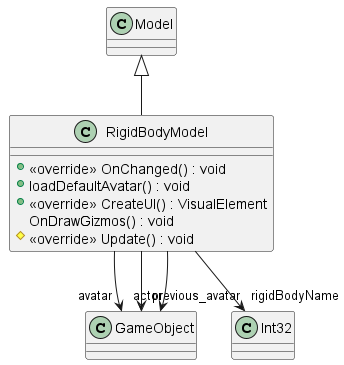 C Model
C RigidBodyModel
«override» OnChanged() : void
loadDefaultAvatar() : void
«override» CreateUI() : VisualElement
OnDrawGizmos() : void
«override» Update() : void
avatar actor previous_avatar rigidBodyName
C GameObject C Int32